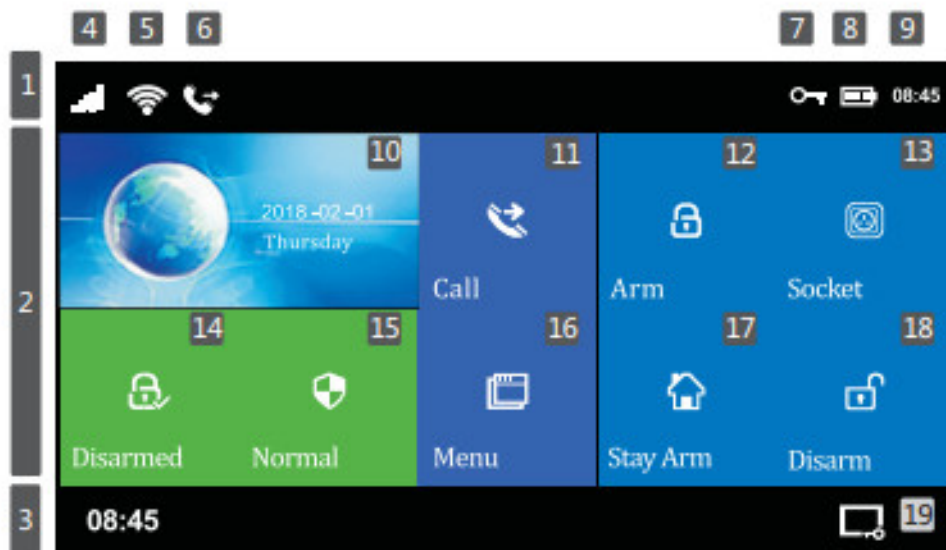 4 5 6 7 8 9
1 08:45
10 11 12 13
2018-02-01
Thursday
Call Arm Socket
2 14 15 16 17 18
Disarmed Normal Menu Stay Arm Disarm
3 08:45 19